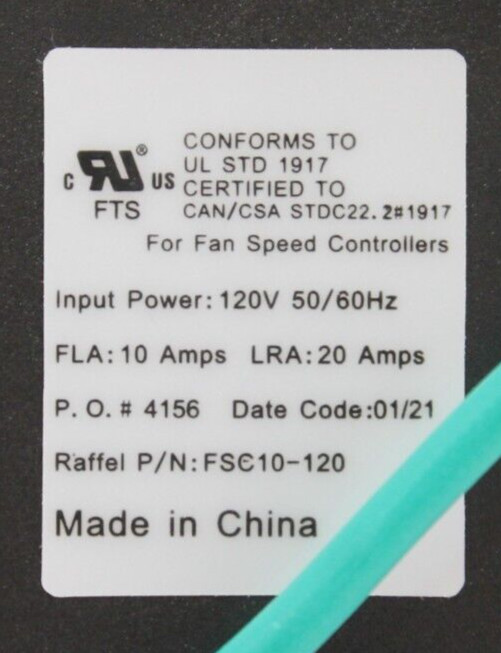 CONFORMS TO
UL STD 1917
CERTIFIED TO
CAN/CSA STDC22.2#1917
C RU® US
FTS
For Fan Speed Controllers
Input Power: 120V 50/60Hz
FLA: 10 Amps LRA: 20 Amps
P.O.# 4156 Date Code:01/21
Raffel P/N: FSC10-120
Made in China